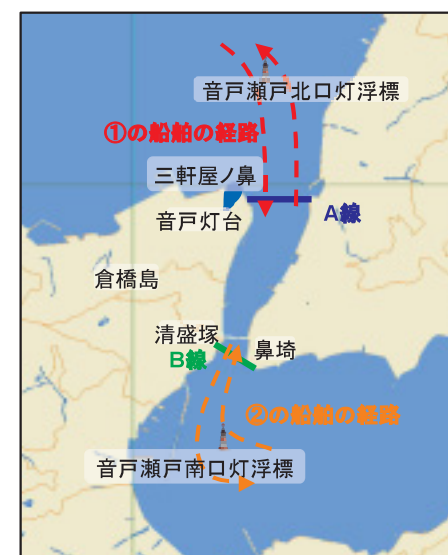 音戸瀬戸北口灯浮標
①の船舶の経路
三軒屋ノ鼻
A線
音戸灯台
倉橋島
清盛塚
鼻埼
B線
②の船舶の経路
音戸瀬戸南口灯浮標